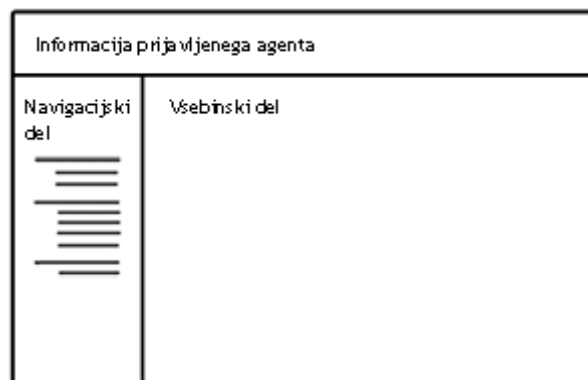 Informacija prijavljenega agenta
Navigacijski
del
Vsebinski del